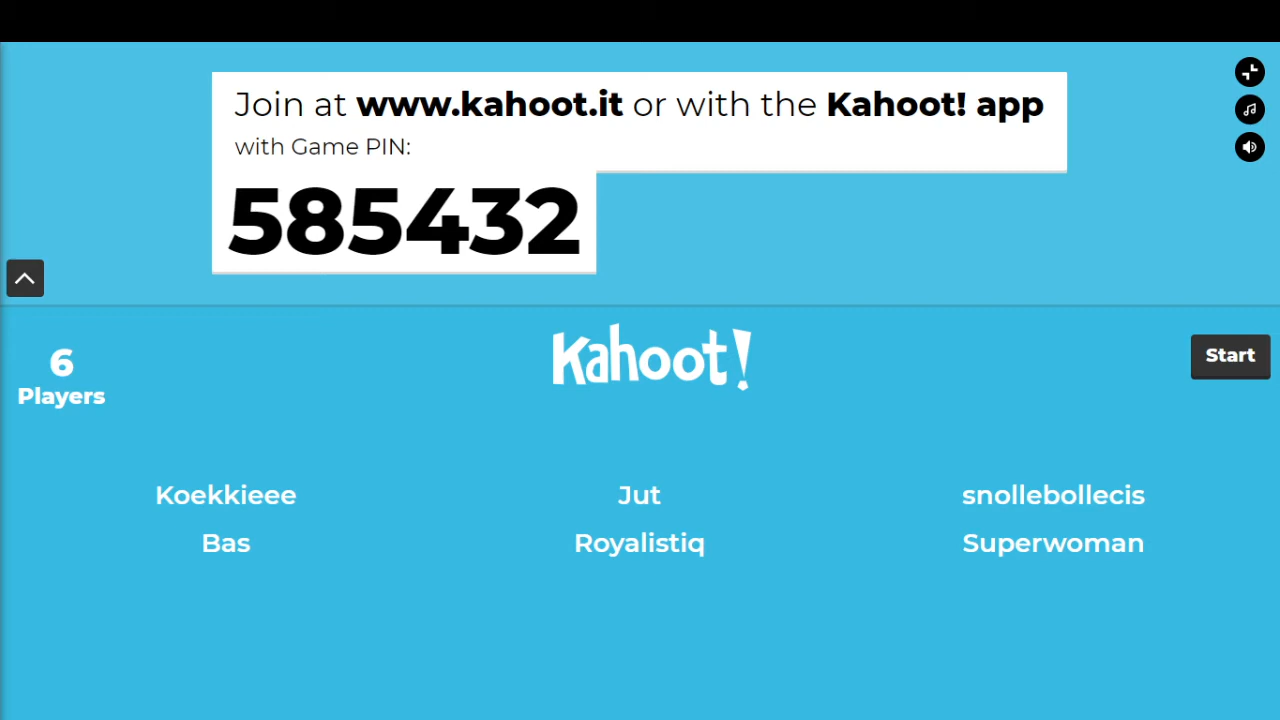 Join at www.kahoot.it or with the Kahoot! app
with Game PIN:
585432
6
Players
Kahoot!
Start
Koekkieee
Jut
snollebollecis
Bas
Royalistiq
Superwoman